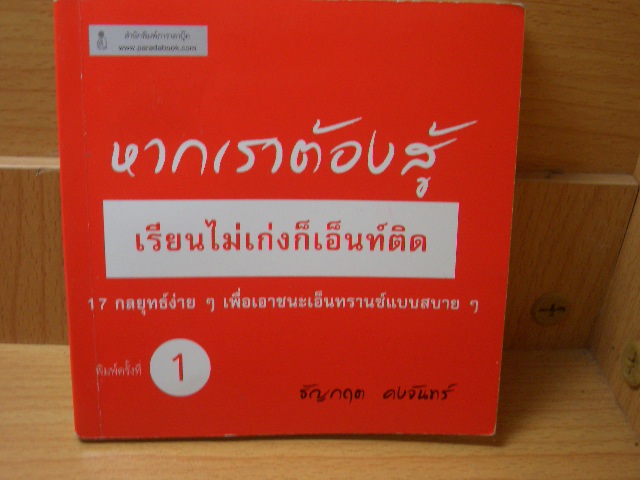 สำนักพิมพ์ภาราดาบุ๊ค
www.paradabook.com
หากเราต้องสู้
เรียนไม่เก่งก็เอ็นท์ติด
17 กลยุทธ์ง่าย ๆ เพื่อเอาชนะเอ็นทรานซ์แบบสบาย ๆ
พิมพ์ครั้งที่ 1
ธัญกฤต คงจันทร์